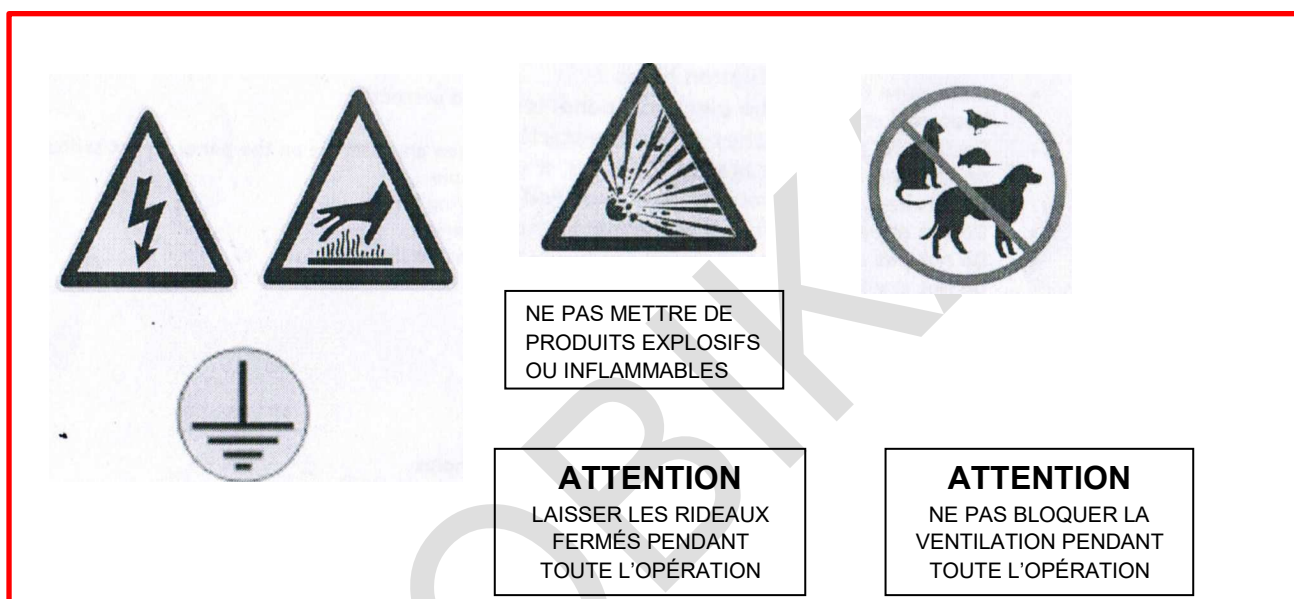 NE PAS METTRE DE
PRODUITS EXPLOSIFS
OU INFLAMMABLES
ATTENTION
LAISSER LES RIDEAUX
FERMÉS PENDANT
TOUTE L’OPÉRATION
ATTENTION
NE PAS BLOQUER LA
VENTILATION PENDANT
TOUTE L’OPÉRATION